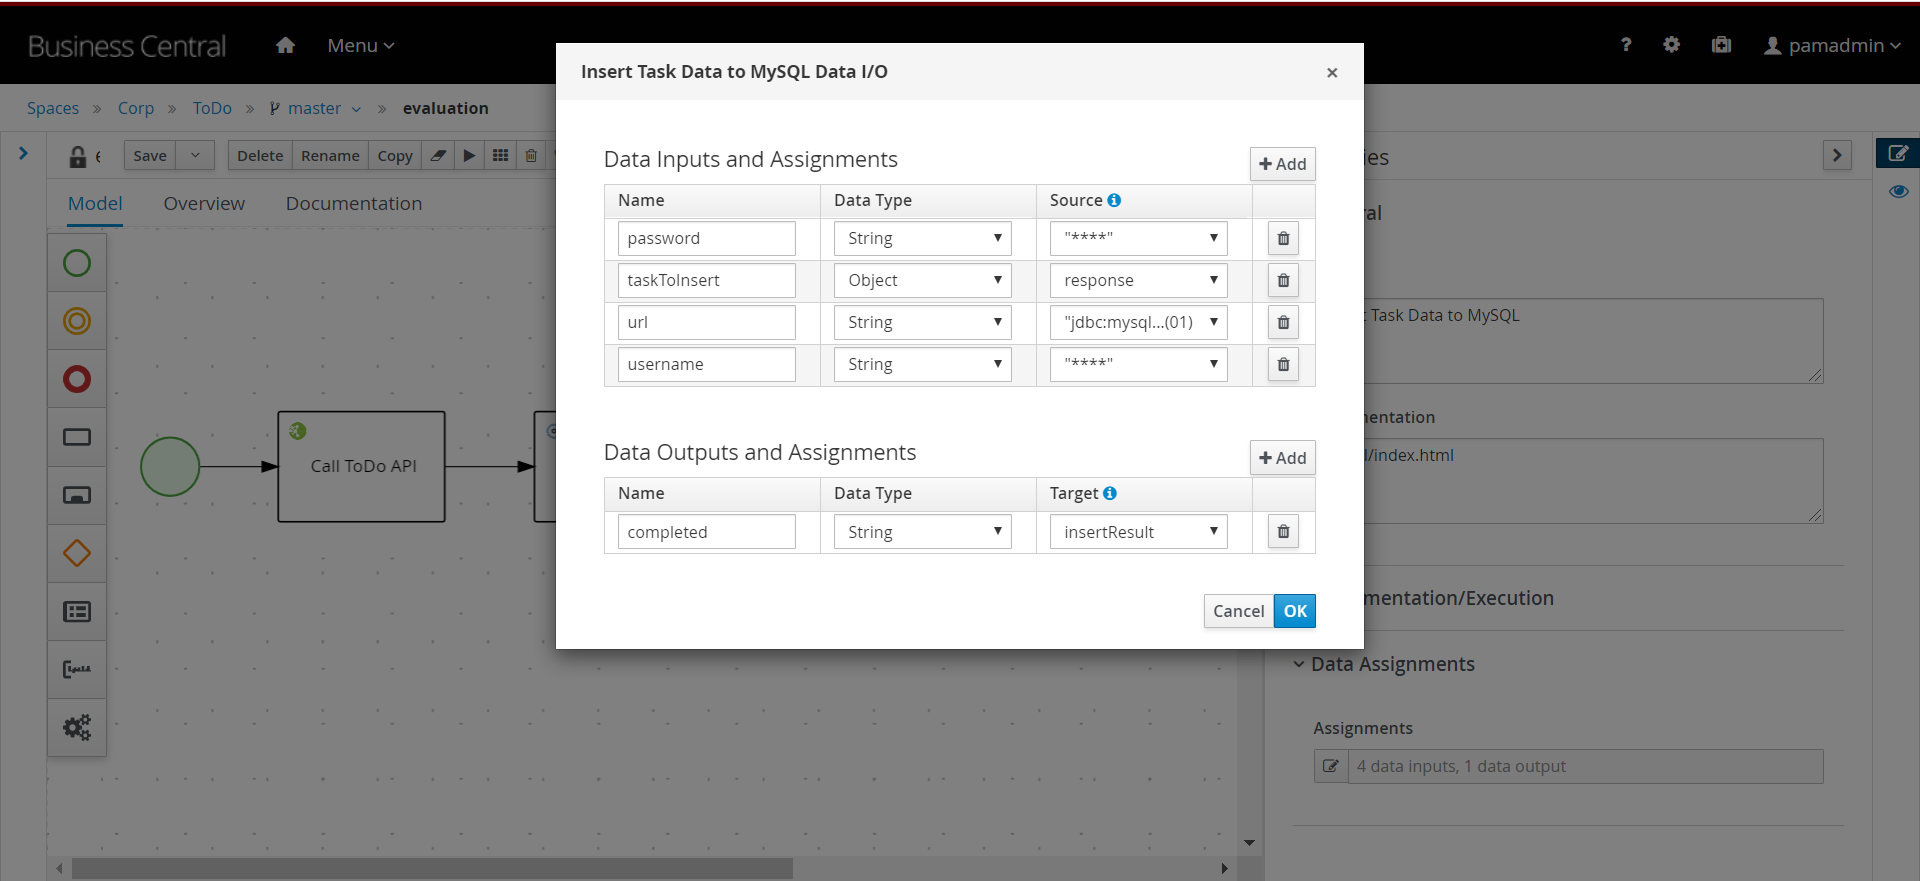 Business Central
Menu
? pamadmin
Spaces » Corp » ToDo » master » evaluation
Save Delete Rename Copy
Model Overview Documentation
Call ToDo API
Insert Task Data to MySQL Data I/O ×
Data Inputs and Assignments
+ Add
Name Data Type Source
password String "****"
taskToInsert Object response
url String "jdbc:mysql...(01)
username String "****"
Data Outputs and Assignments
+ Add
Name Data Type Target
completed String insertResult
Cancel OK
ies
al
Task Data to MySQL
entation
/index.html
mentation/Execution
Data Assignments
Assignments
4 data inputs, 1 data output